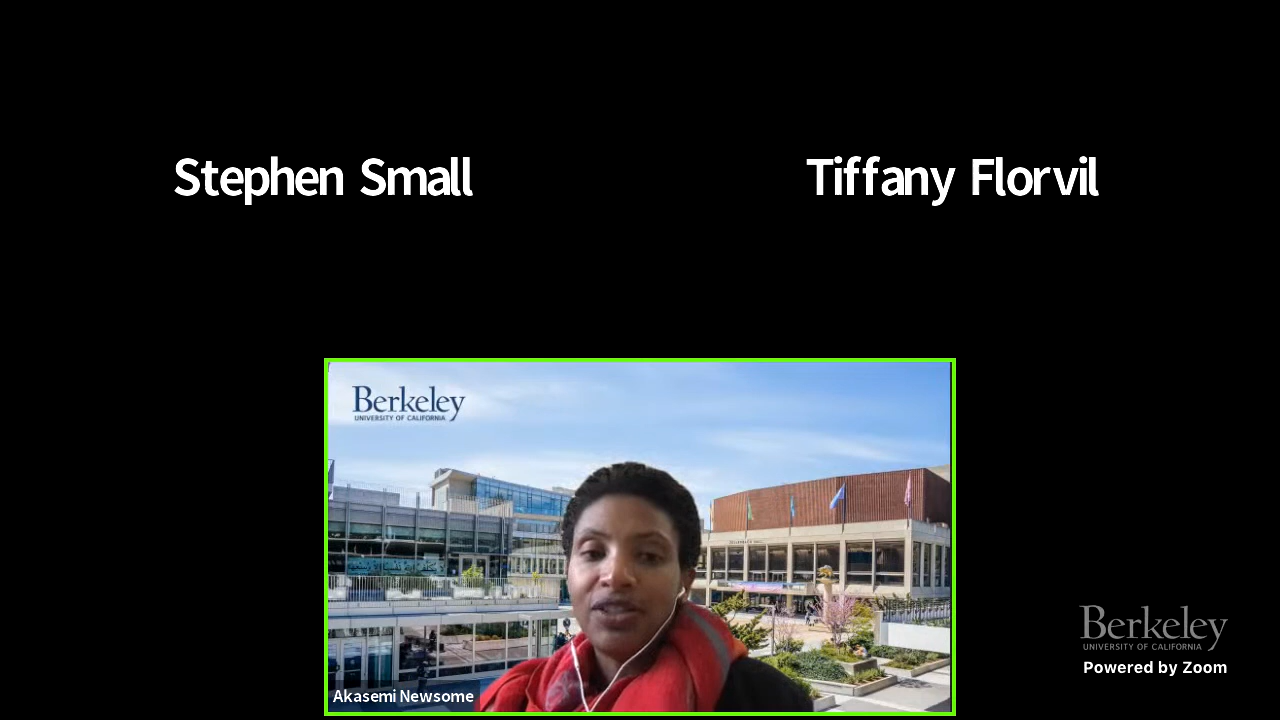 Stephen Small
Tiffany Florvil
Berkeley
UNIVERSITY OF CALIFORNIA
Akasemi Newsome
Berkeley
UNIVERSITY OF CALIFORNIA
Powered by Zoom